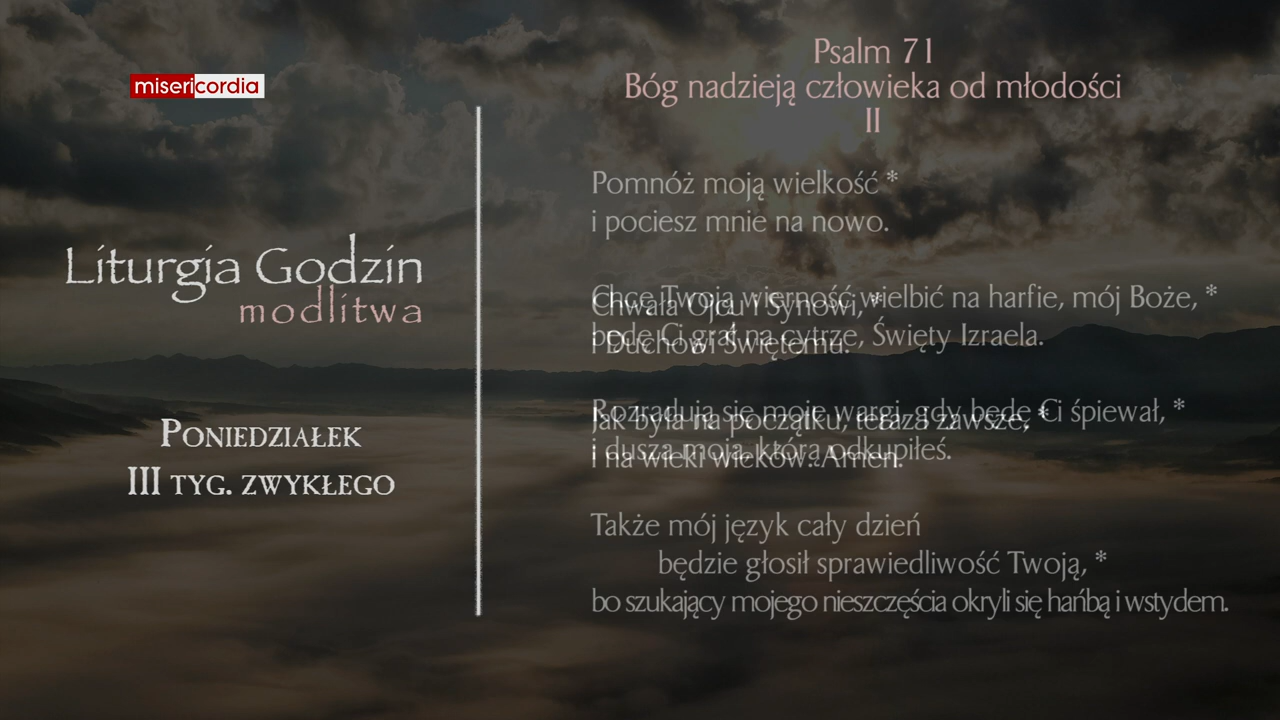 misericordia
Liturgia Godzin
modlitwa
Poniedziałek
III tyg. zwykłego
Psalm 71
Bóg nadzieją człowieka od młodości
II
Pomnóż moją wielkość *
i pociesz mnie na nowo.
Chcę Twoją wierność wielbić na harfie, mój Boże, *
będę Ci grał na cytrze, Święty Izraela.
Chwała Ojcu i Synowi, *
i Duchowi Świętemu.
Rozradują się moje wargi, gdy będę Ci śpiewał, *
i dusza moja, którą odkupiłeś.
Jak była na początku, teraz i zawsze, *
i na wieki wieków. Amen.
Także mój język cały dzień
będzie głosił sprawiedliwość Twoją, *
bo szukający mojego nieszczęścia okryli się hańbą i wstydem.